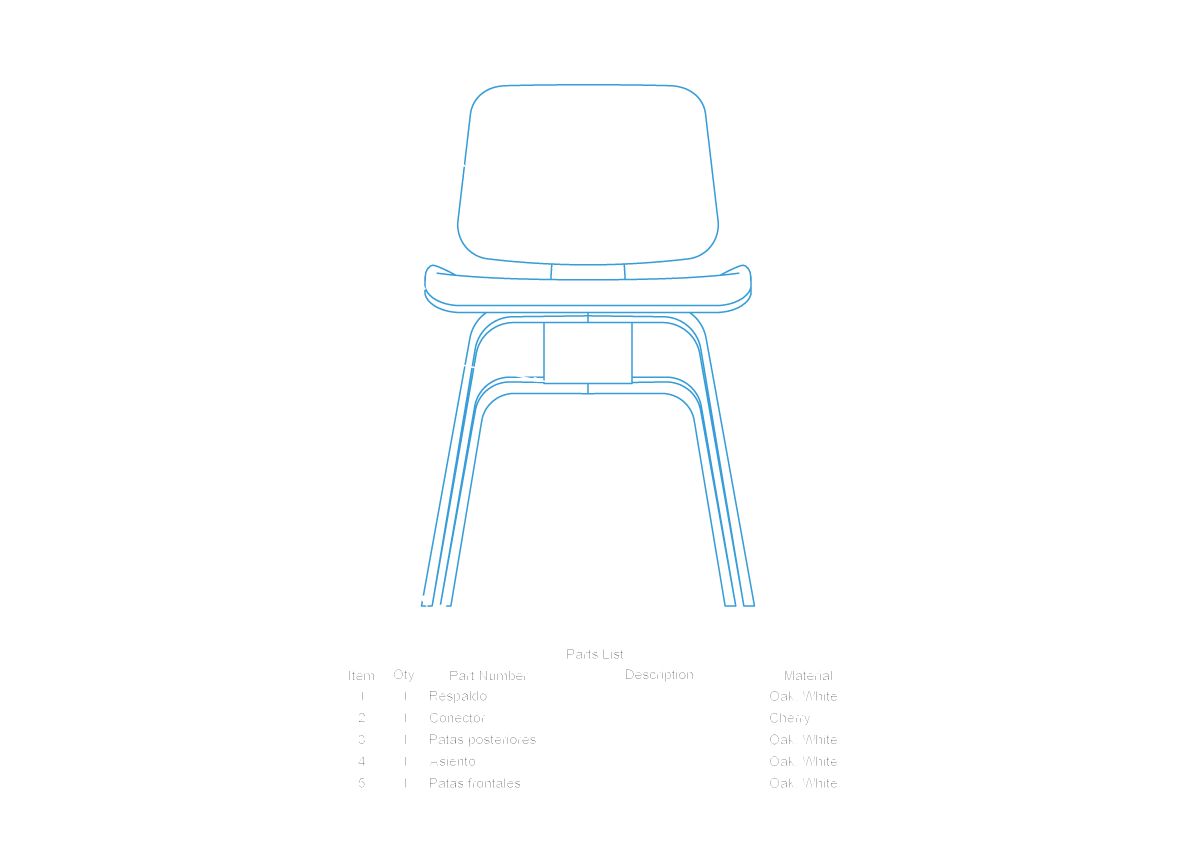 Parts List
Item Qty Part Number Description Material
1 1 Respaldo Oak, White
2 1 Conector Cherry
3 1 Patas posteriores Oak, White
4 1 Asiento Oak, White
5 1 Patas frontales Oak, White